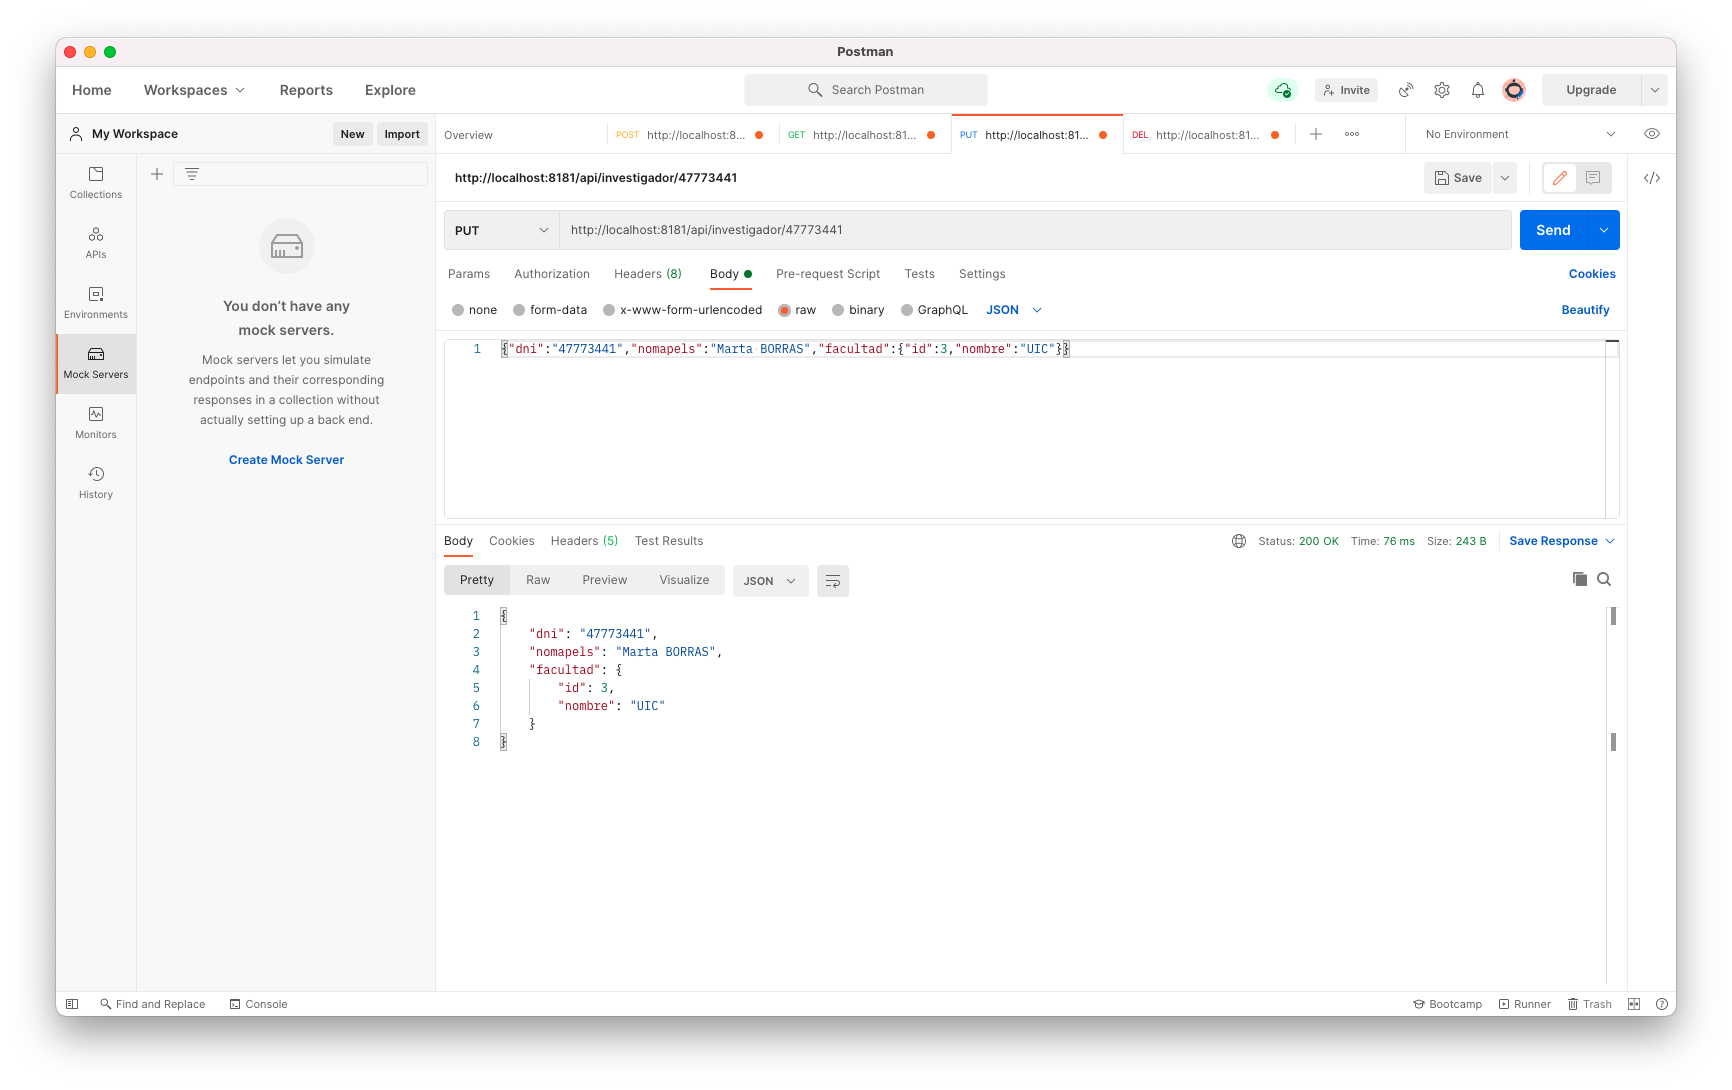 Postman
Home Workspaces Reports Explore Search Postman Invite Upgrade
My Workspace New Import Overview POST http://localhost:8... GET http://localhost:81... PUT http://localhost:81... DEL http://localhost:81... No Environment
http://localhost:8181/api/investigador/47773441 Save
PUT http://localhost:8181/api/investigador/47773441 Send
Params Authorization Headers (8) Body Pre-request Script Tests Settings Cookies
none form-data x-www-form-urlencoded raw binary GraphQL JSON Beautify
1 {"dni":"47773441","nomapels":"Marta BORRAS","facultad":{"id":3,"nombre":"UIC"}}
Collections
APIs
Environments
Mock Servers
Monitors
History
You don't have any
mock servers.
Mock servers let you simulate
endpoints and their corresponding
responses in a collection without
actually setting up a back end.
Create Mock Server
Body Cookies Headers (5) Test Results Status: 200 OK Time: 76 ms Size: 243 B Save Response
Pretty Raw Preview Visualize JSON
1 {
2 "dni": "47773441",
3 "nomapels": "Marta BORRAS",
4 "facultad": {
5 "id": 3,
6 "nombre": "UIC"
7 }
8 }
Find and Replace Console Bootcamp Runner Trash